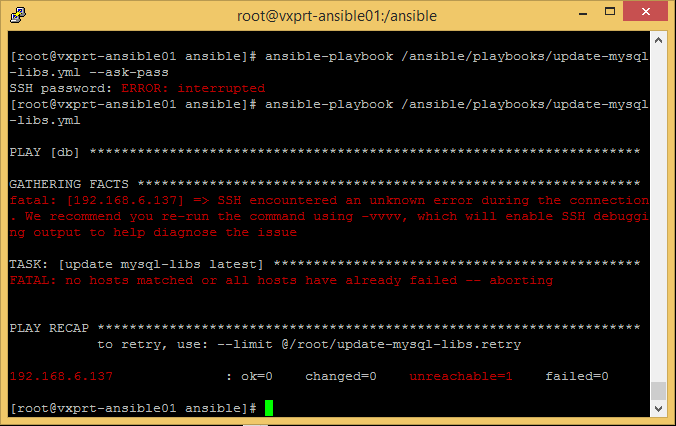 root@vxprt-ansible01:/ansible
[root@vxprt-ansible01 ansible]# ansible-playbook /ansible/playbooks/update-mysql
-libs.yml --ask-pass
SSH password: ERROR: interrupted
[root@vxprt-ansible01 ansible]# ansible-playbook /ansible/playbooks/update-mysql
-libs.yml
PLAY [db] *********************************************************************
GATHERING FACTS ***************************************************************
fatal: [192.168.6.137] => SSH encountered an unknown error during the connection
. We recommend you re-run the command using -vvvv, which will enable SSH debuggi
ng output to help diagnose the issue
TASK: [update mysql-libs latest] **********************************************
FATAL: no hosts matched or all hosts have already failed -- aborting
PLAY RECAP ********************************************************************
to retry, use: --limit @/root/update-mysql-libs.retry
192.168.6.137 : ok=0 changed=0 unreachable=1 failed=0
[root@vxprt-ansible01 ansible]#